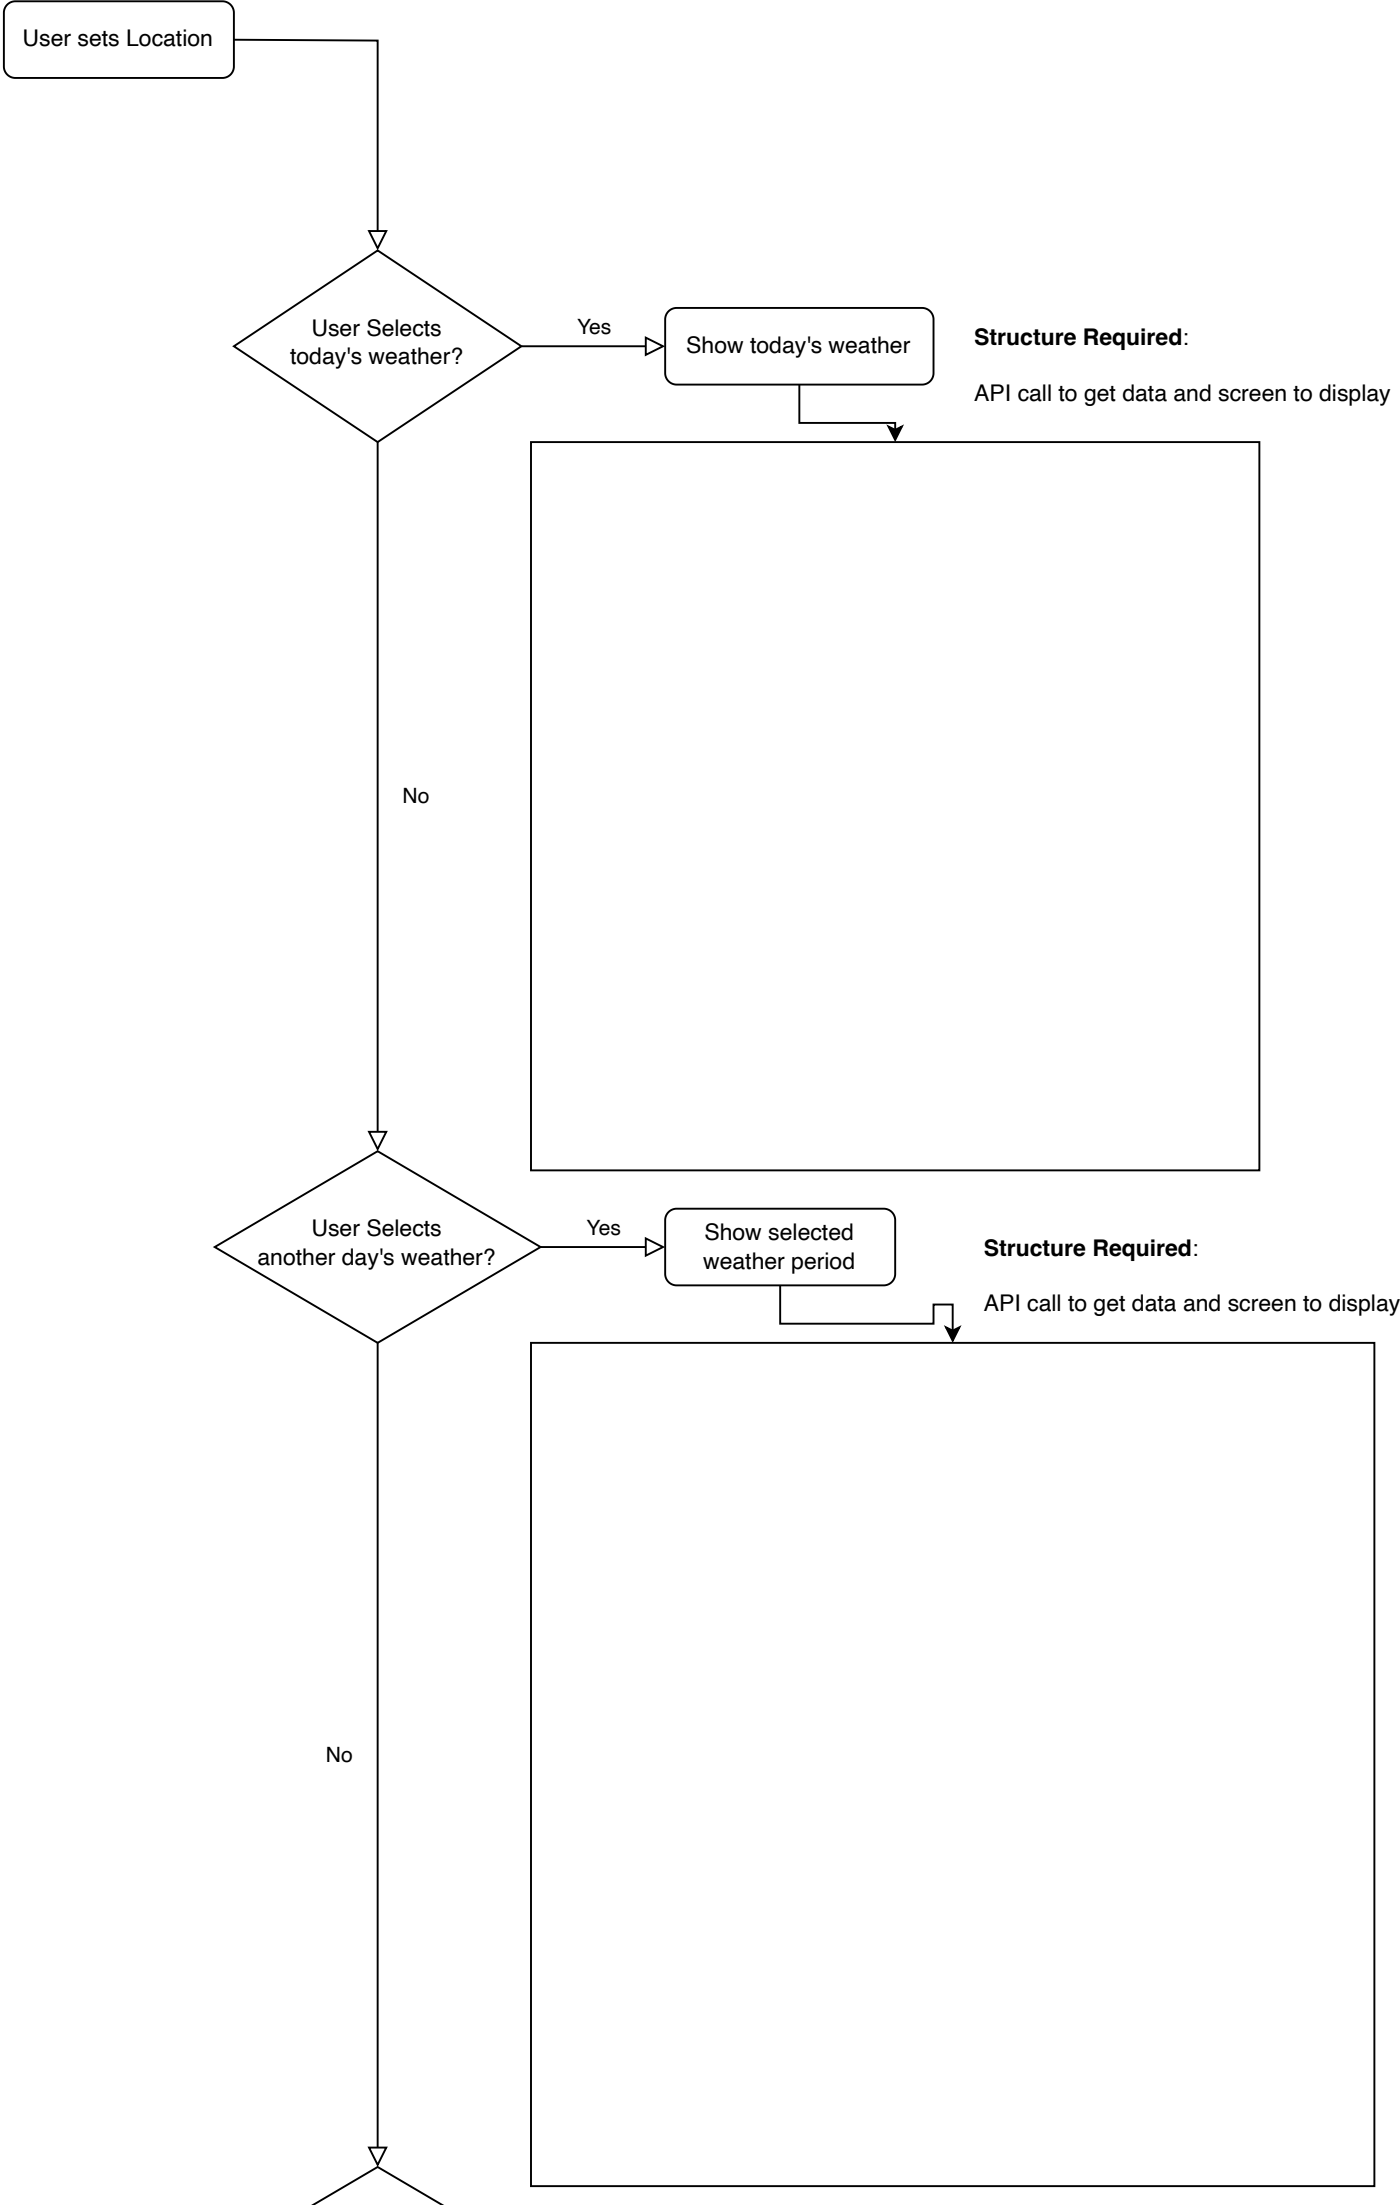 User sets Location
User Selects
today's weather?
Yes
Show today's weather
Structure Required:
API call to get data and screen to display
No
User Selects
another day's weather?
Yes
Show selected
weather period
Structure Required:
API call to get data and screen to display
No